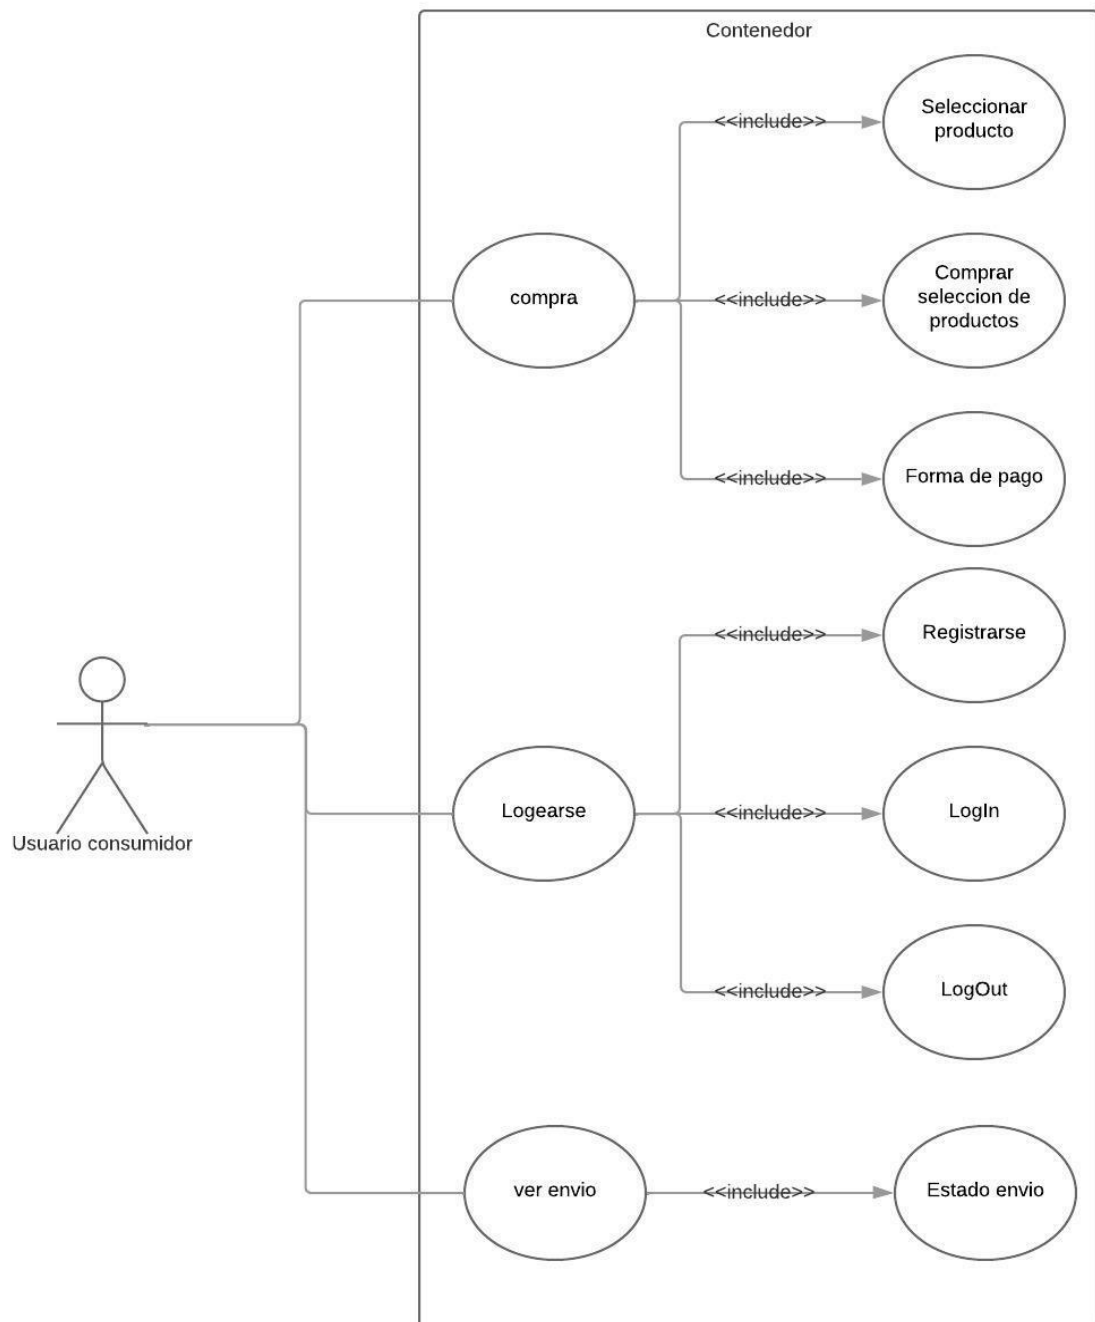 Contenedor
<<include>>
Seleccionar
producto
compra
<<include>>
Comprar
seleccion de
productos
<<include>>
Forma de pago
<<include>>
Registrarse
Usuario consumidor
Logearse
<<include>>
LogIn
<<include>>
LogOut
ver envio
<<include>>
Estado envio